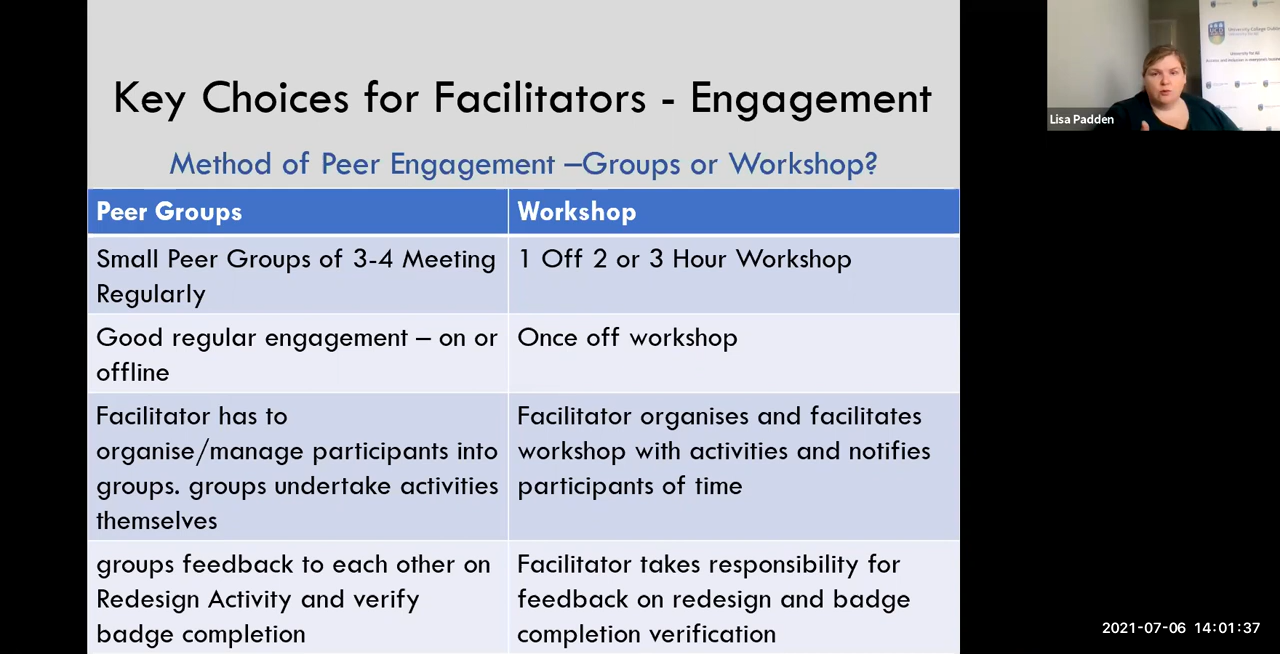 Key Choices for Facilitators - Engagement
Method of Peer Engagement –Groups or Workshop?
Peer Groups
Workshop
Small Peer Groups of 3-4 Meeting
Regularly
1 Off 2 or 3 Hour Workshop
Good regular engagement – on or
offline
Once off workshop
Facilitator has to
organise/manage participants into
groups. groups undertake activities
themselves
Facilitator organises and facilitates
workshop with activities and notifies
participants of time
groups feedback to each other on
Redesign Activity and verify
badge completion
Facilitator takes responsibility for
feedback on redesign and badge
completion verification
Lisa Padden
2021-07-06 14:01:37